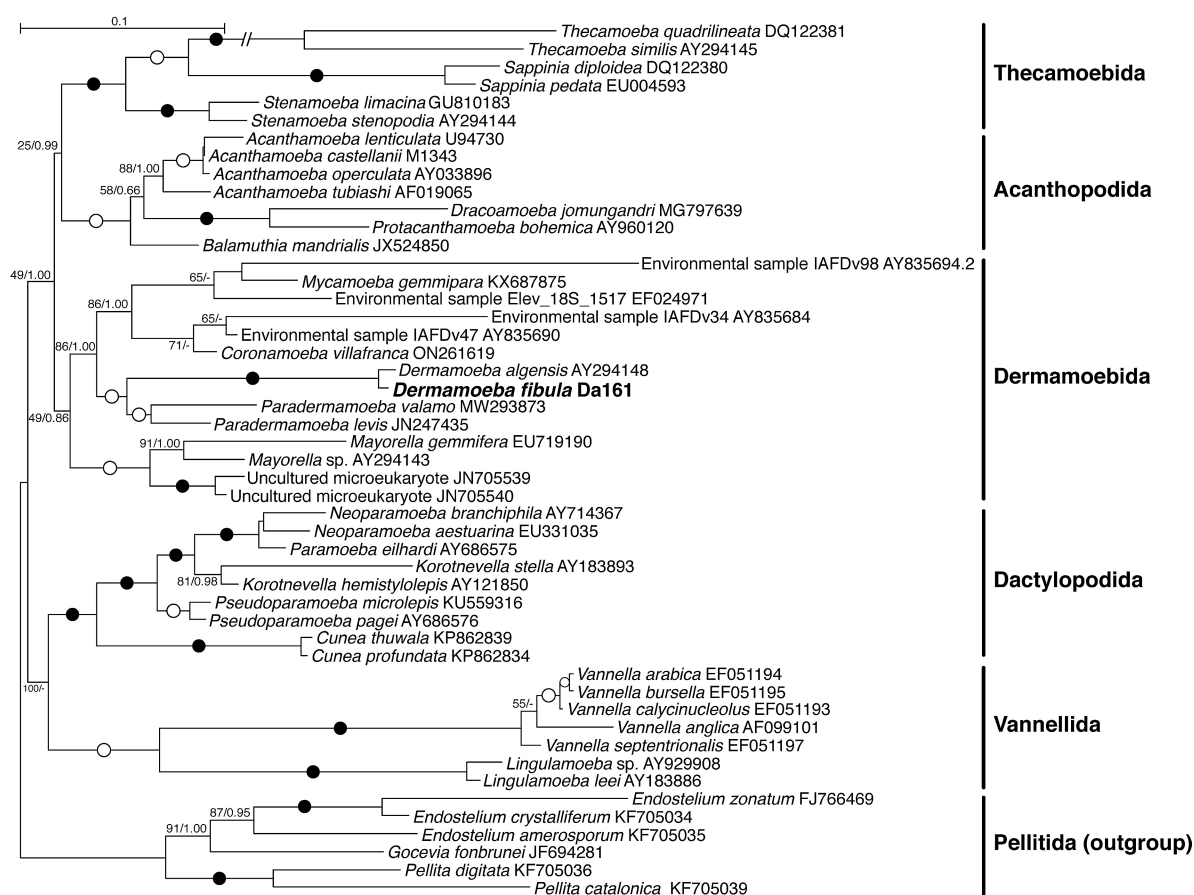 0.1
Thecamoeba quadrilineata DQ122381
Thecamoeba similis AY294145
Sappinia diploidea DQ122380
Sappinia pedata EU004593
Thecamoebida
Stenamoeba limacina GU810183
Stenamoeba stenopodia AY294144
25/0.99
Acanthamoeba lenticulata U94730
Acanthamoeba castellanii M1343
88/1.00
Acanthamoeba operculata AY033896
58/0.66
Acanthamoeba tubiashi AF019065
Acanthopodida
Dracoamoeba jomungandri MG797639
Protacanthamoeba bohemica AY960120
Balamuthia mandrialis JX524850
49/1.00
Environmental sample IAFDv98 AY835694.2
65/-
Mycamoeba gemmipara KX687875
Environmental sample Elev_18S_1517 EF024971
86/1.00
65/-
Environmental sample IAFDv34 AY835684
Environmental sample IAFDv47 AY835690
71/-
86/1.00
Coronamoeba villafranca ON261619
Dermamoeba algensis AY294148
Dermamoebida
Dermamoeba fibula Da161
Paradermamoeba valamo MW293873
49/0.86
Paradermamoeba levis JN247435
91/1.00
Mayorella gemmifera EU719190
Mayorella sp. AY294143
Uncultured microeukaryote JN705539
Uncultured microeukaryote JN705540
Neoparamoeba branchiphila AY714367
Neoparamoeba aestuarina EU331035
Paramoeba eilhardi AY686575
Korotnevella stella AY183893
81/0.98
Korotnevella hemistylolepis AY121850
Dactylopodida
Pseudoparamoeba microlepis KU559316
Pseudoparamoeba pagei AY686576
Cunea thuwala KP862839
Cunea profundata KP862834
100/-
Vannella arabica EF051194
Vannella bursella EF051195
55/-
Vannella calycinucleolus EF051193
Vannella anglica AF099101
Vannellida
Vannella septentrionalis EF051197
Lingulamoeba sp. AY929908
Lingulamoeba leei AY183886
Endostelium zonatum FJ766469
87/0.95
Endostelium crystalliferum KF705034
91/1.00
Endostelium amerosporum KF705035
Pellitida (outgroup)
Gocevia fonbrunei JF694281
Pellita digitata KF705036
Pellita catalonica KF705039